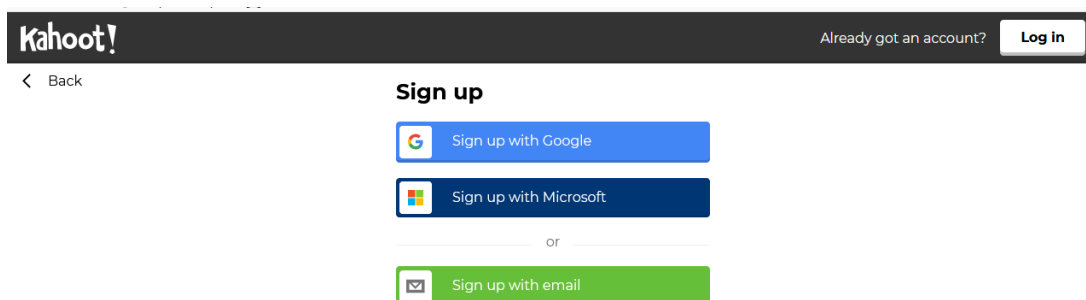 Kahoot!
Already got an account? Log in
Back
Sign up
Sign up with Google
Sign up with Microsoft
or
Sign up with email